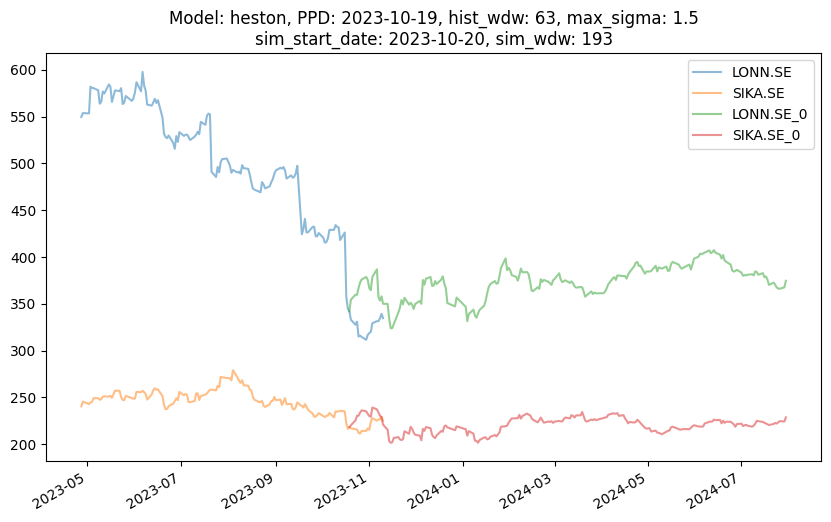 Model: heston, PPD: 2023-10-19, hist_wdw: 63, max_sigma: 1.5
sim_start_date: 2023-10-20, sim_wdw: 193
LONN.SE
SIKA.SE
LONN.SE_0
SIKA.SE_0
600
550
500
450
400
350
300
250
200
2023-05
2023-07
2023-09
2023-11
2024-01
2024-03
2024-05
2024-07